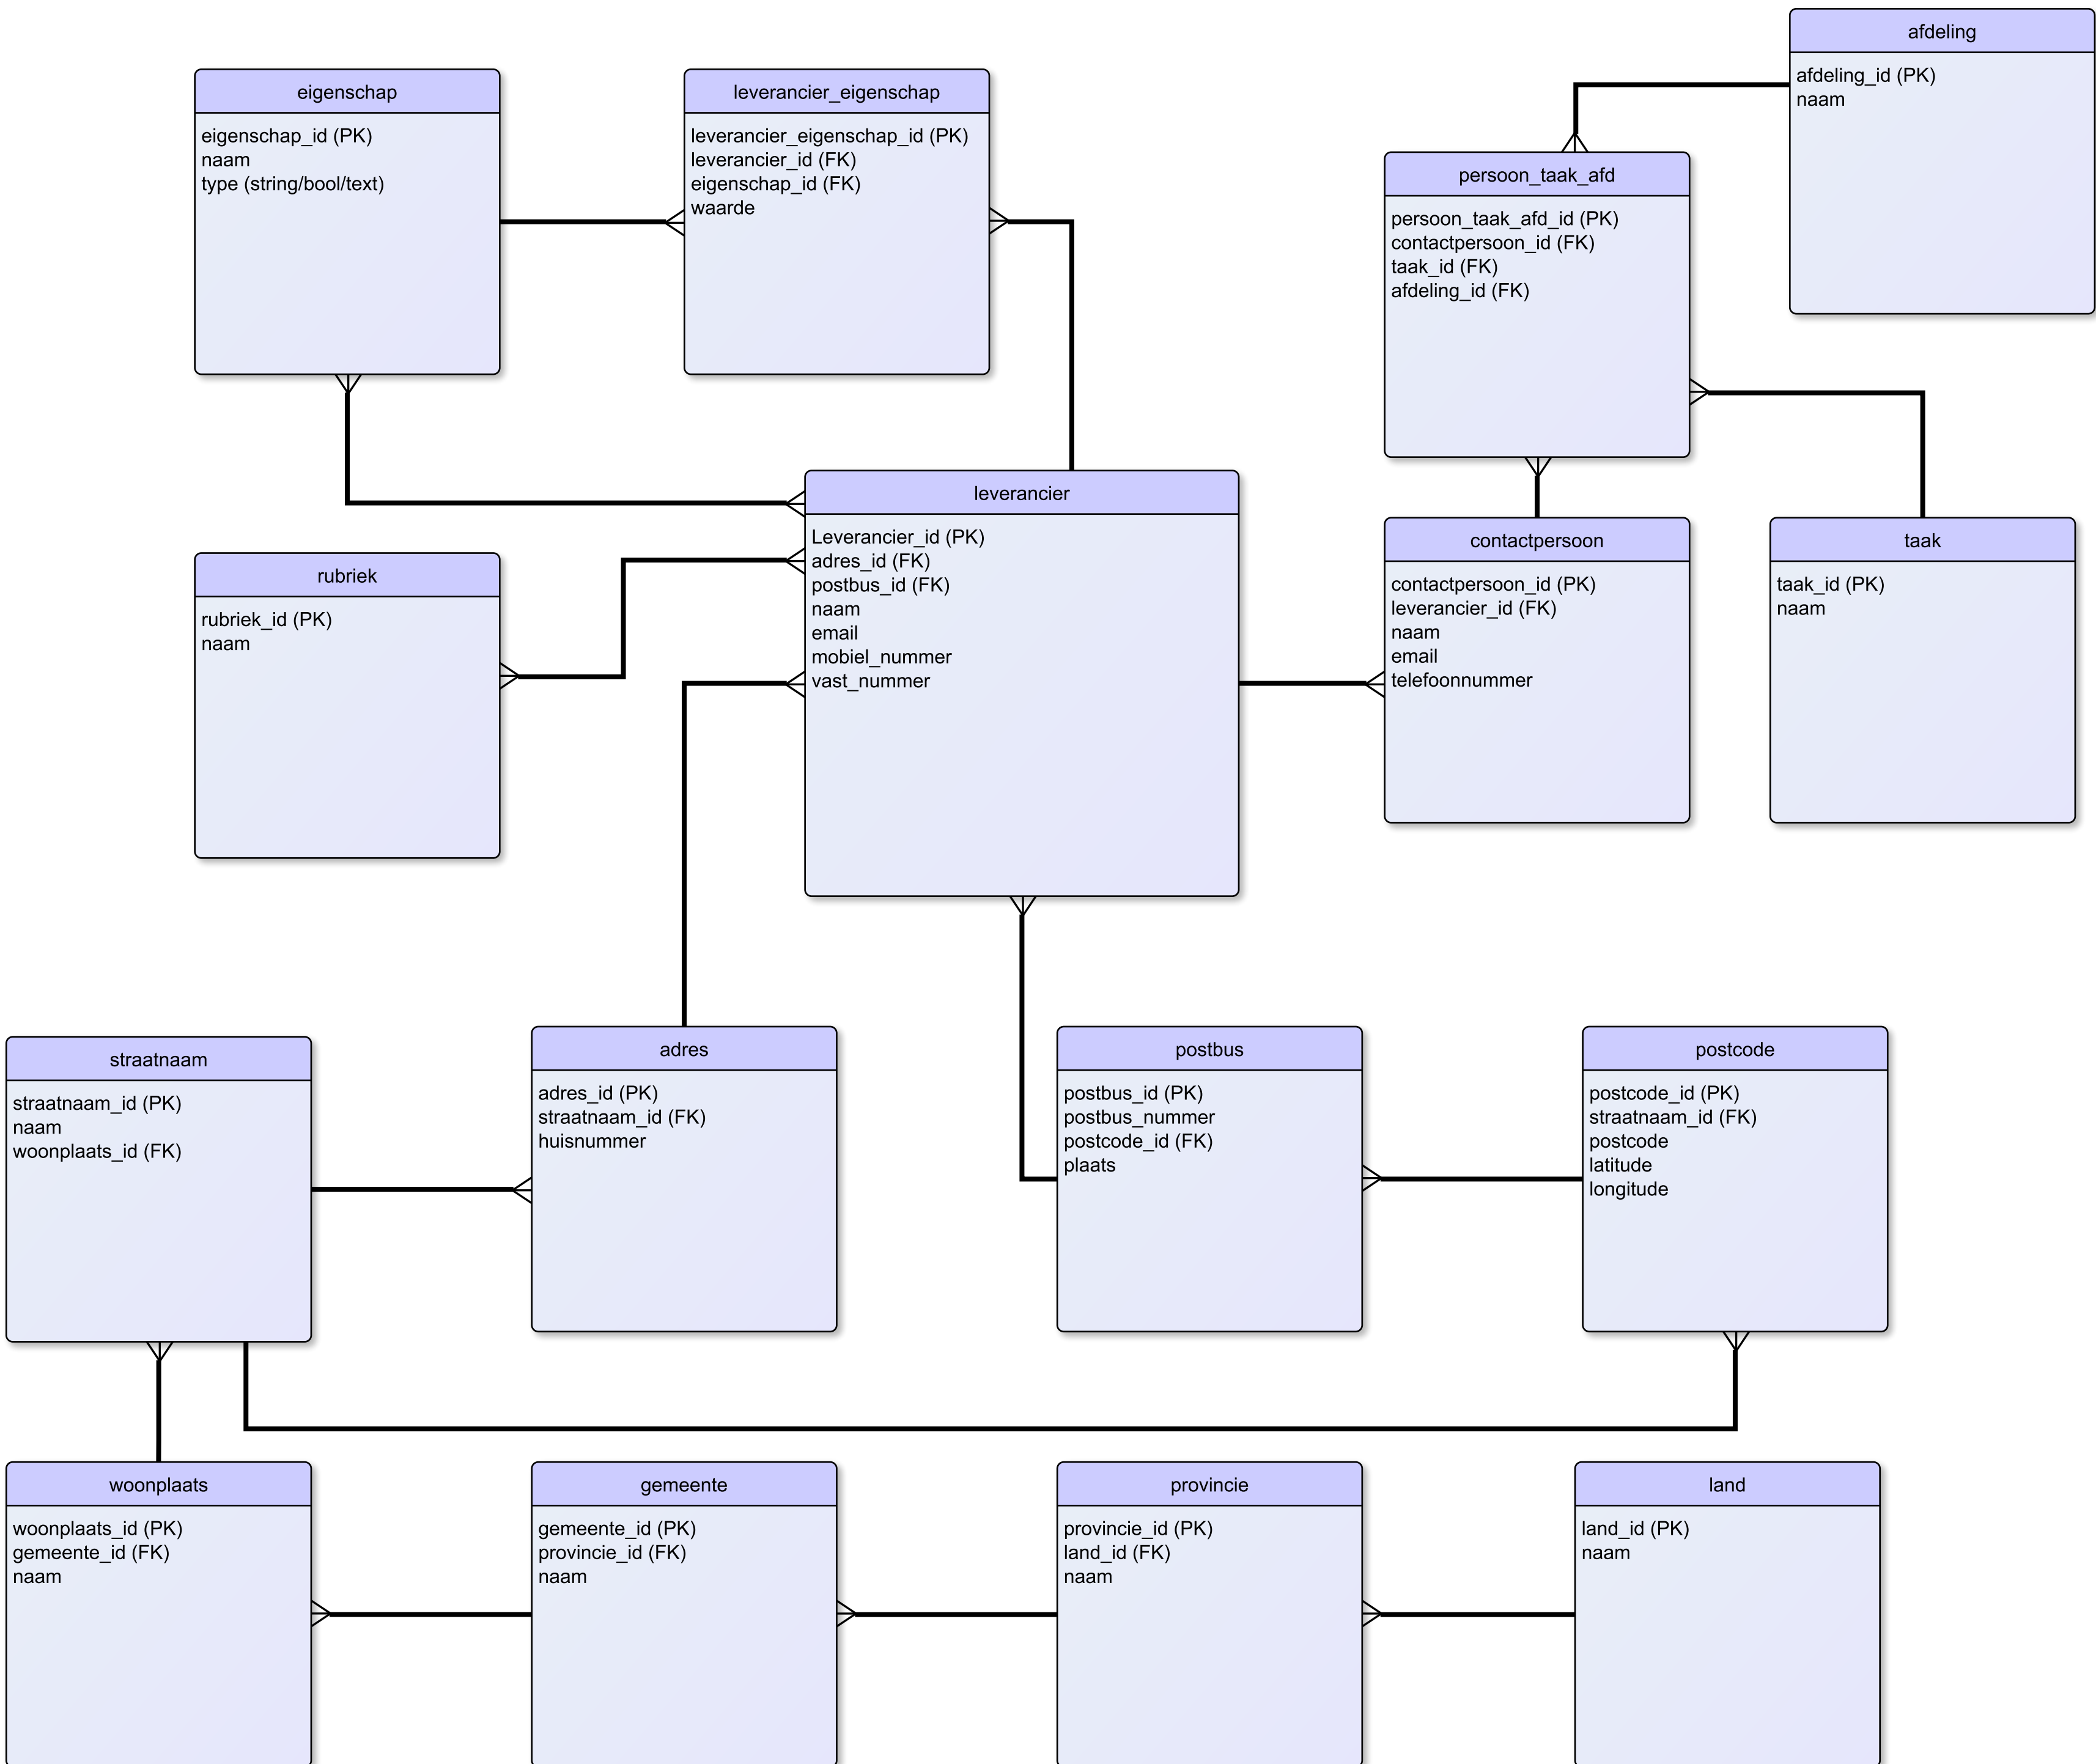 afdeling
afdeling_id (PK)
naam
eigenschap
eigenschap_id (PK)
naam
type (string/bool/text)
leverancier_eigenschap
leverancier_eigenschap_id (PK)
leverancier_id (FK)
eigenschap_id (FK)
waarde
persoon_taak_afd
persoon_taak_afd_id (PK)
contactpersoon_id (FK)
taak_id (FK)
afdeling_id (FK)
leverancier
Leverancier_id (PK)
adres_id (FK)
postbus_id (FK)
naam
email
mobiel_nummer
vast_nummer
contactpersoon
contactpersoon_id (PK)
leverancier_id (FK)
naam
email
telefoonnummer
taak
taak_id (PK)
naam
rubriek
rubriek_id (PK)
naam
straatnaam
straatnaam_id (PK)
naam
woonplaats_id (FK)
adres
adres_id (PK)
straatnaam_id (FK)
huisnummer
postbus
postbus_id (PK)
postbus_nummer
postcode_id (FK)
plaats
postcode
postcode_id (PK)
straatnaam_id (FK)
postcode
latitude
longitude
woonplaats
woonplaats_id (PK)
gemeente_id (FK)
naam
gemeente
gemeente_id (PK)
provincie_id (FK)
naam
provincie
provincie_id (PK)
land_id (FK)
naam
land
land_id (PK)
naam